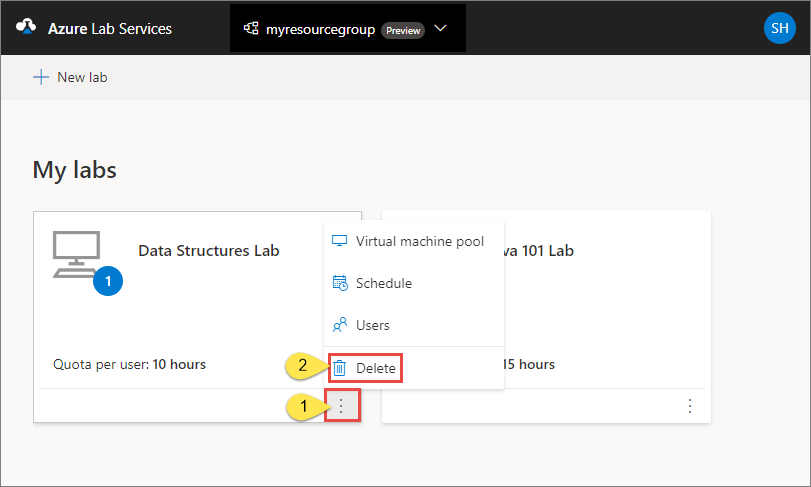 Azure Lab Services
myresourcegroup Preview
SH
New lab
My labs
1
Data Structures Lab
Quota per user: 10 hours
Virtual machine pool
Schedule
Users
2
Delete
1
va 101 Lab
15 hours